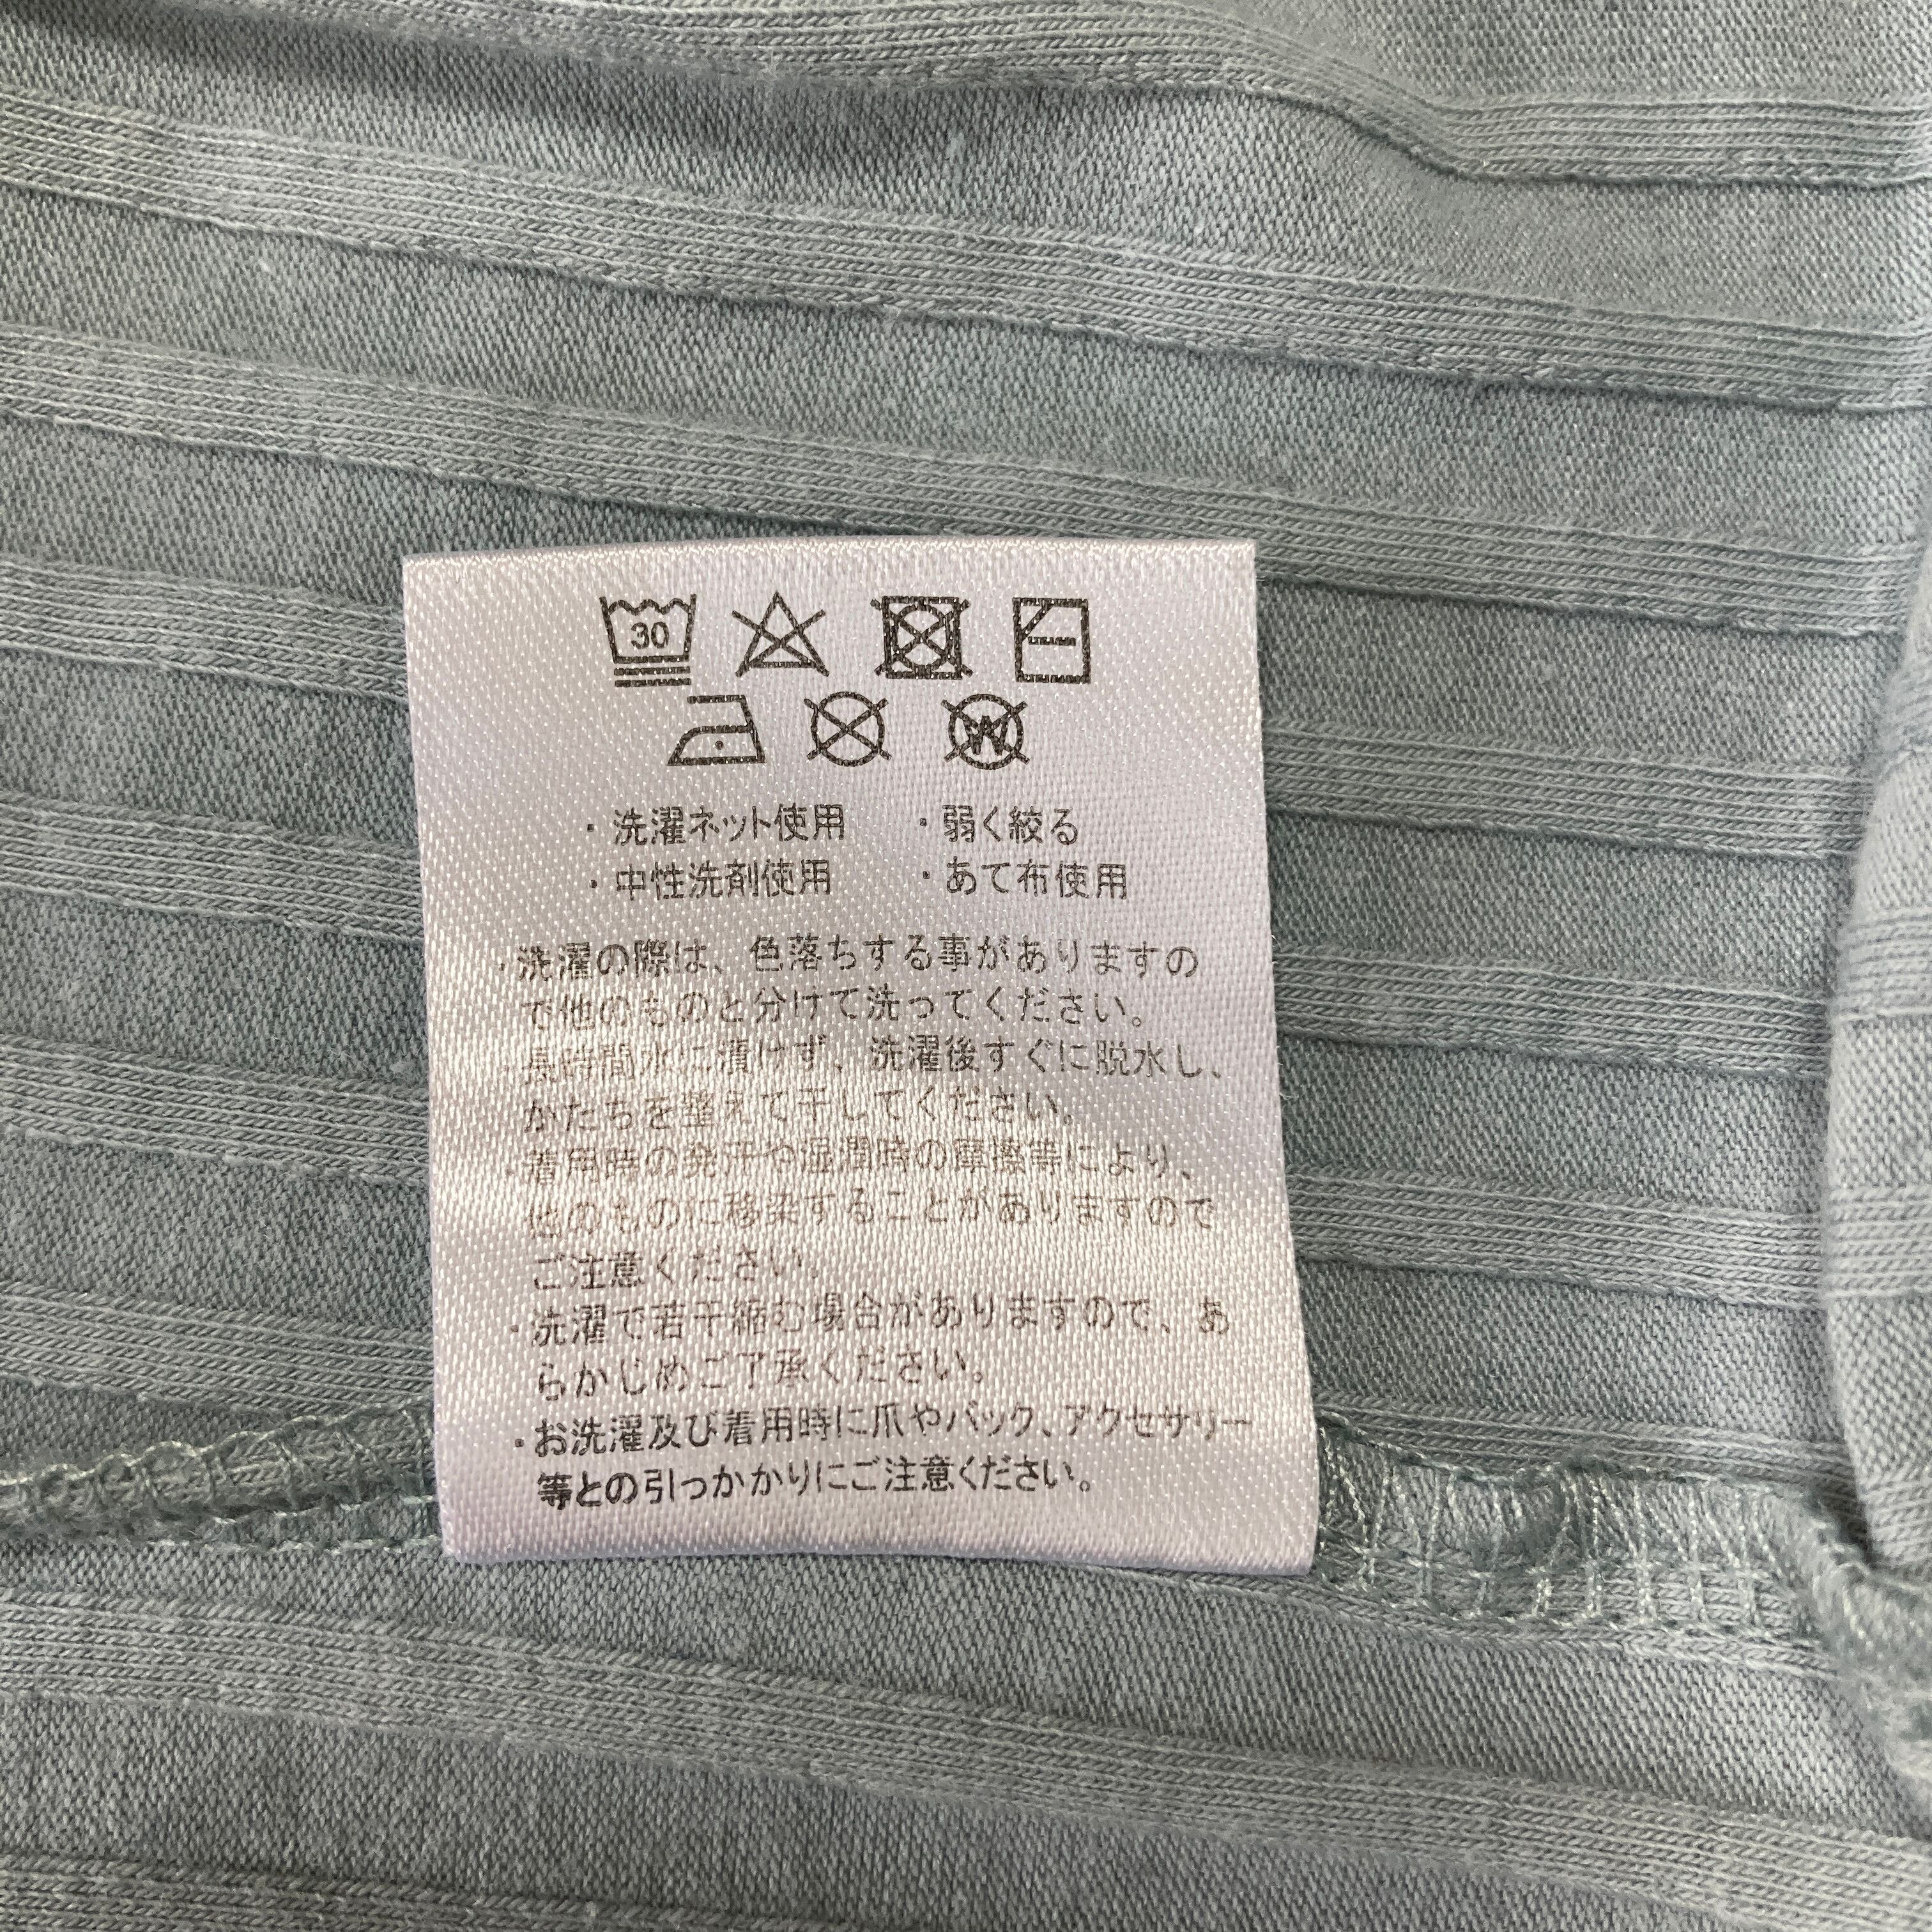 30
W
・洗濯ネット使用 ・弱く絞る
・中性洗剤使用 ・あて布使用
・洗濯の際は、色落ちする事がありますの
で他のものと分けて洗ってください。
長時間水に漬けず、洗濯後すぐに脱水し、
かたちを整えて干してください。
・着用時の発汗や湿潤時の摩擦等により、
他のものに移染することがありますので
ご注意ください。
・洗濯で若干縮む場合がありますので、あ
らかじめご了承ください。
・お洗濯及び着用時に爪やバック、アクセサリー
等との引っかかりにご注意ください。